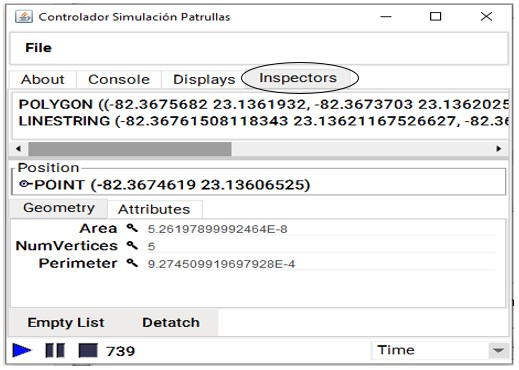 Controlador Simulación Patrullas
File
About Console Displays Inspectors
POLYGON ((-82.3675682 23.1361932, -82.3673703 23.1362025
LINESTRING (-82.36761508118343 23.13621167526627, -82.36
Position
POINT (-82.3674619 23.13606525)
Geometry Attributes
Area 5.26197899992464E-8
NumVertices 5
Perimeter 9.274509919697928E-4
Empty List Detatch
739 Time